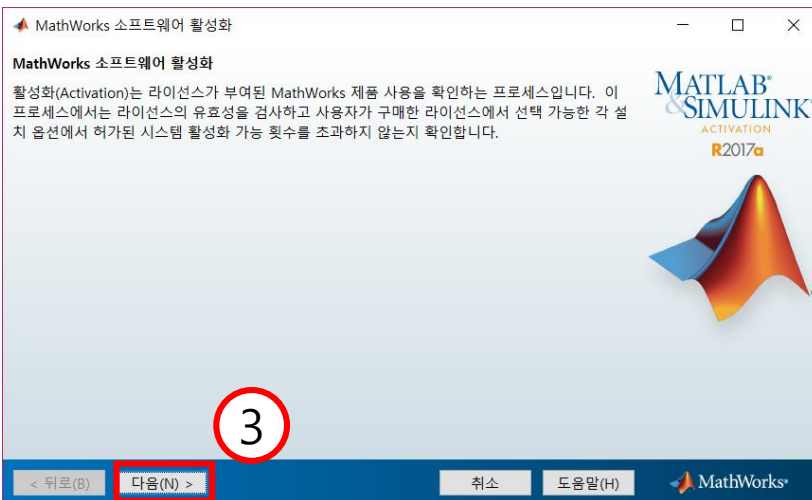 MathWorks 소프트웨어 활성화
MathWorks 소프트웨어 활성화
활성화(Activation)는 라이선스가 부여된 MathWorks 제품 사용을 확인하는 프로세스입니다. 이
프로세스에서는 라이선스의 유효성을 검사하고 사용자가 구매한 라이선스에서 선택 가능한 각 설
치 옵션에서 허가된 시스템 활성화 가능 횟수를 초과하지 않는지 확인합니다.
MATLAB®
&SIMULINK®
ACTIVATION
R2017a
3
< 뒤로(B)
다음(N) >
취소
도움말(H)
MathWorks®